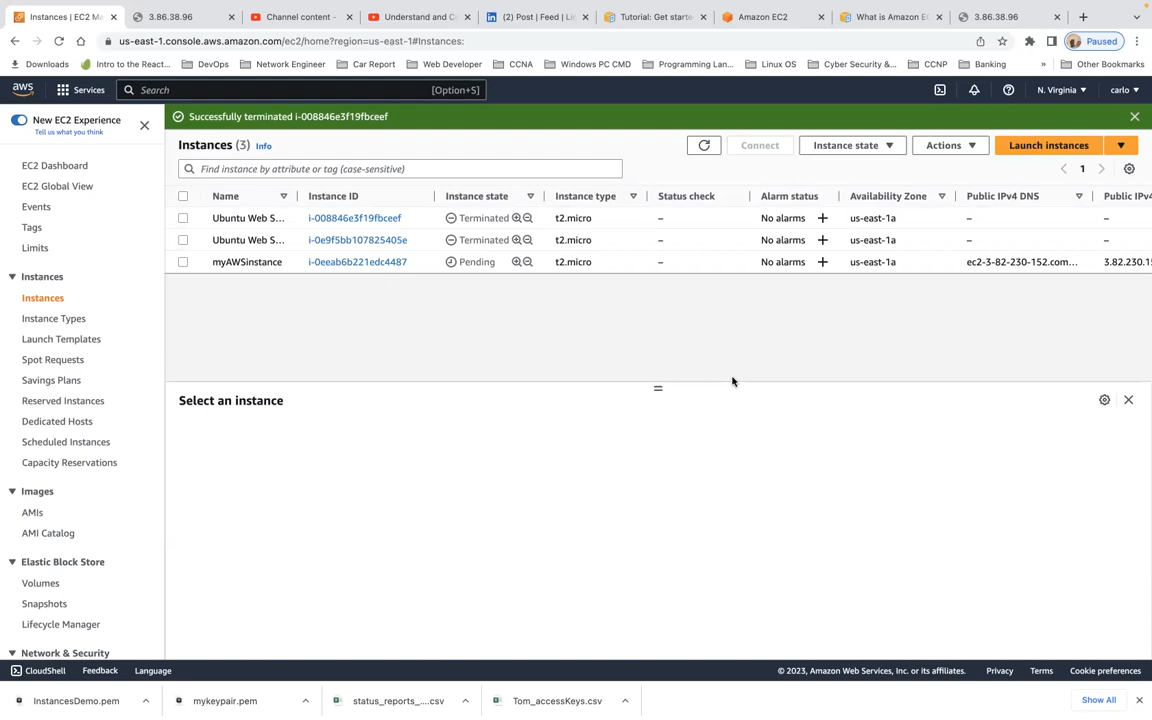 Instances | EC2 Ma
3.86.38.96
Channel content -
Understand and Co
(2) Post | Feed | Li
Tutorial: Get starte
Amazon EC2
What is Amazon E
3.86.38.96
us-east-1.console.aws.amazon.com/ec2/home?region=us-east-1#Instances:
Paused
Downloads
Intro to the React...
DevOps
Network Engineer
Car Report
Web Developer
CCNA
Windows PC CMD
Programming Lan...
Linux OS
Cyber Security &...
CCNP
Banking
»
Other Bookmarks
aws
Services
Search
[Option+S]
N. Virginia
carlo
New EC2 Experience
Tell us what you think
EC2 Dashboard
EC2 Global View
Events
Tags
Limits
Instances
Instances
Instance Types
Launch Templates
Spot Requests
Savings Plans
Reserved Instances
Dedicated Hosts
Scheduled Instances
Capacity Reservations
Images
AMIs
AMI Catalog
Elastic Block Store
Volumes
Snapshots
Lifecycle Manager
Network & Security
Successfully terminated i-008846e3f19fbceef
Instances (3) Info
Connect
Instance state
Actions
Launch instances
Find instance by attribute or tag (case-sensitive)
1
Name Instance ID Instance state Instance type Status check Alarm status Availability Zone Public IPv4 DNS Public IPv4
Ubuntu Web S... i-008846e3f19fbceef Terminated t2.micro – No alarms + us-east-1a – –
Ubuntu Web S... i-0e9f5bb107825405e Terminated t2.micro – No alarms + us-east-1a – –
myAWSinstance i-0eeab6b221edc4487 Pending t2.micro – No alarms + us-east-1a ec2-3-82-230-152.com... 3.82.230.1
Select an instance
CloudShell
Feedback
Language
© 2023, Amazon Web Services, Inc. or its affiliates.
Privacy
Terms
Cookie preferences
InstancesDemo.pem
mykeypair.pem
status_reports_....csv
Tom_accessKeys.csv
Show All